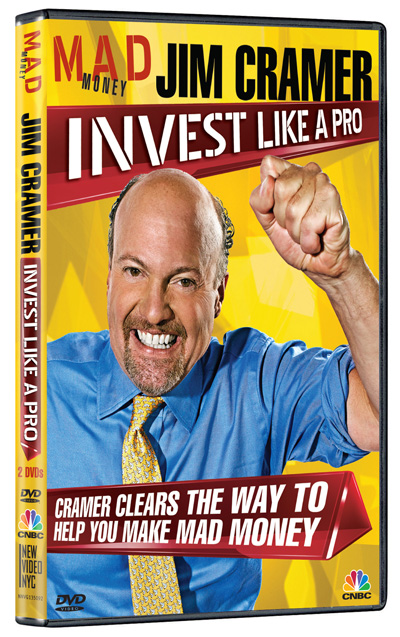 MAD
MONEY
JIM CRAMER
INVEST LIKE A PRO
CRAMER CLEARS THE WAY TO
HELP YOU MAKE MAD MONEY
DVD
VIDEO
CNBC
MAD
MONEY
JIM CRAMER
INVEST LIKE A PRO
2 DVDs
DVD
CNBC
NEW
VIDEO
NYC